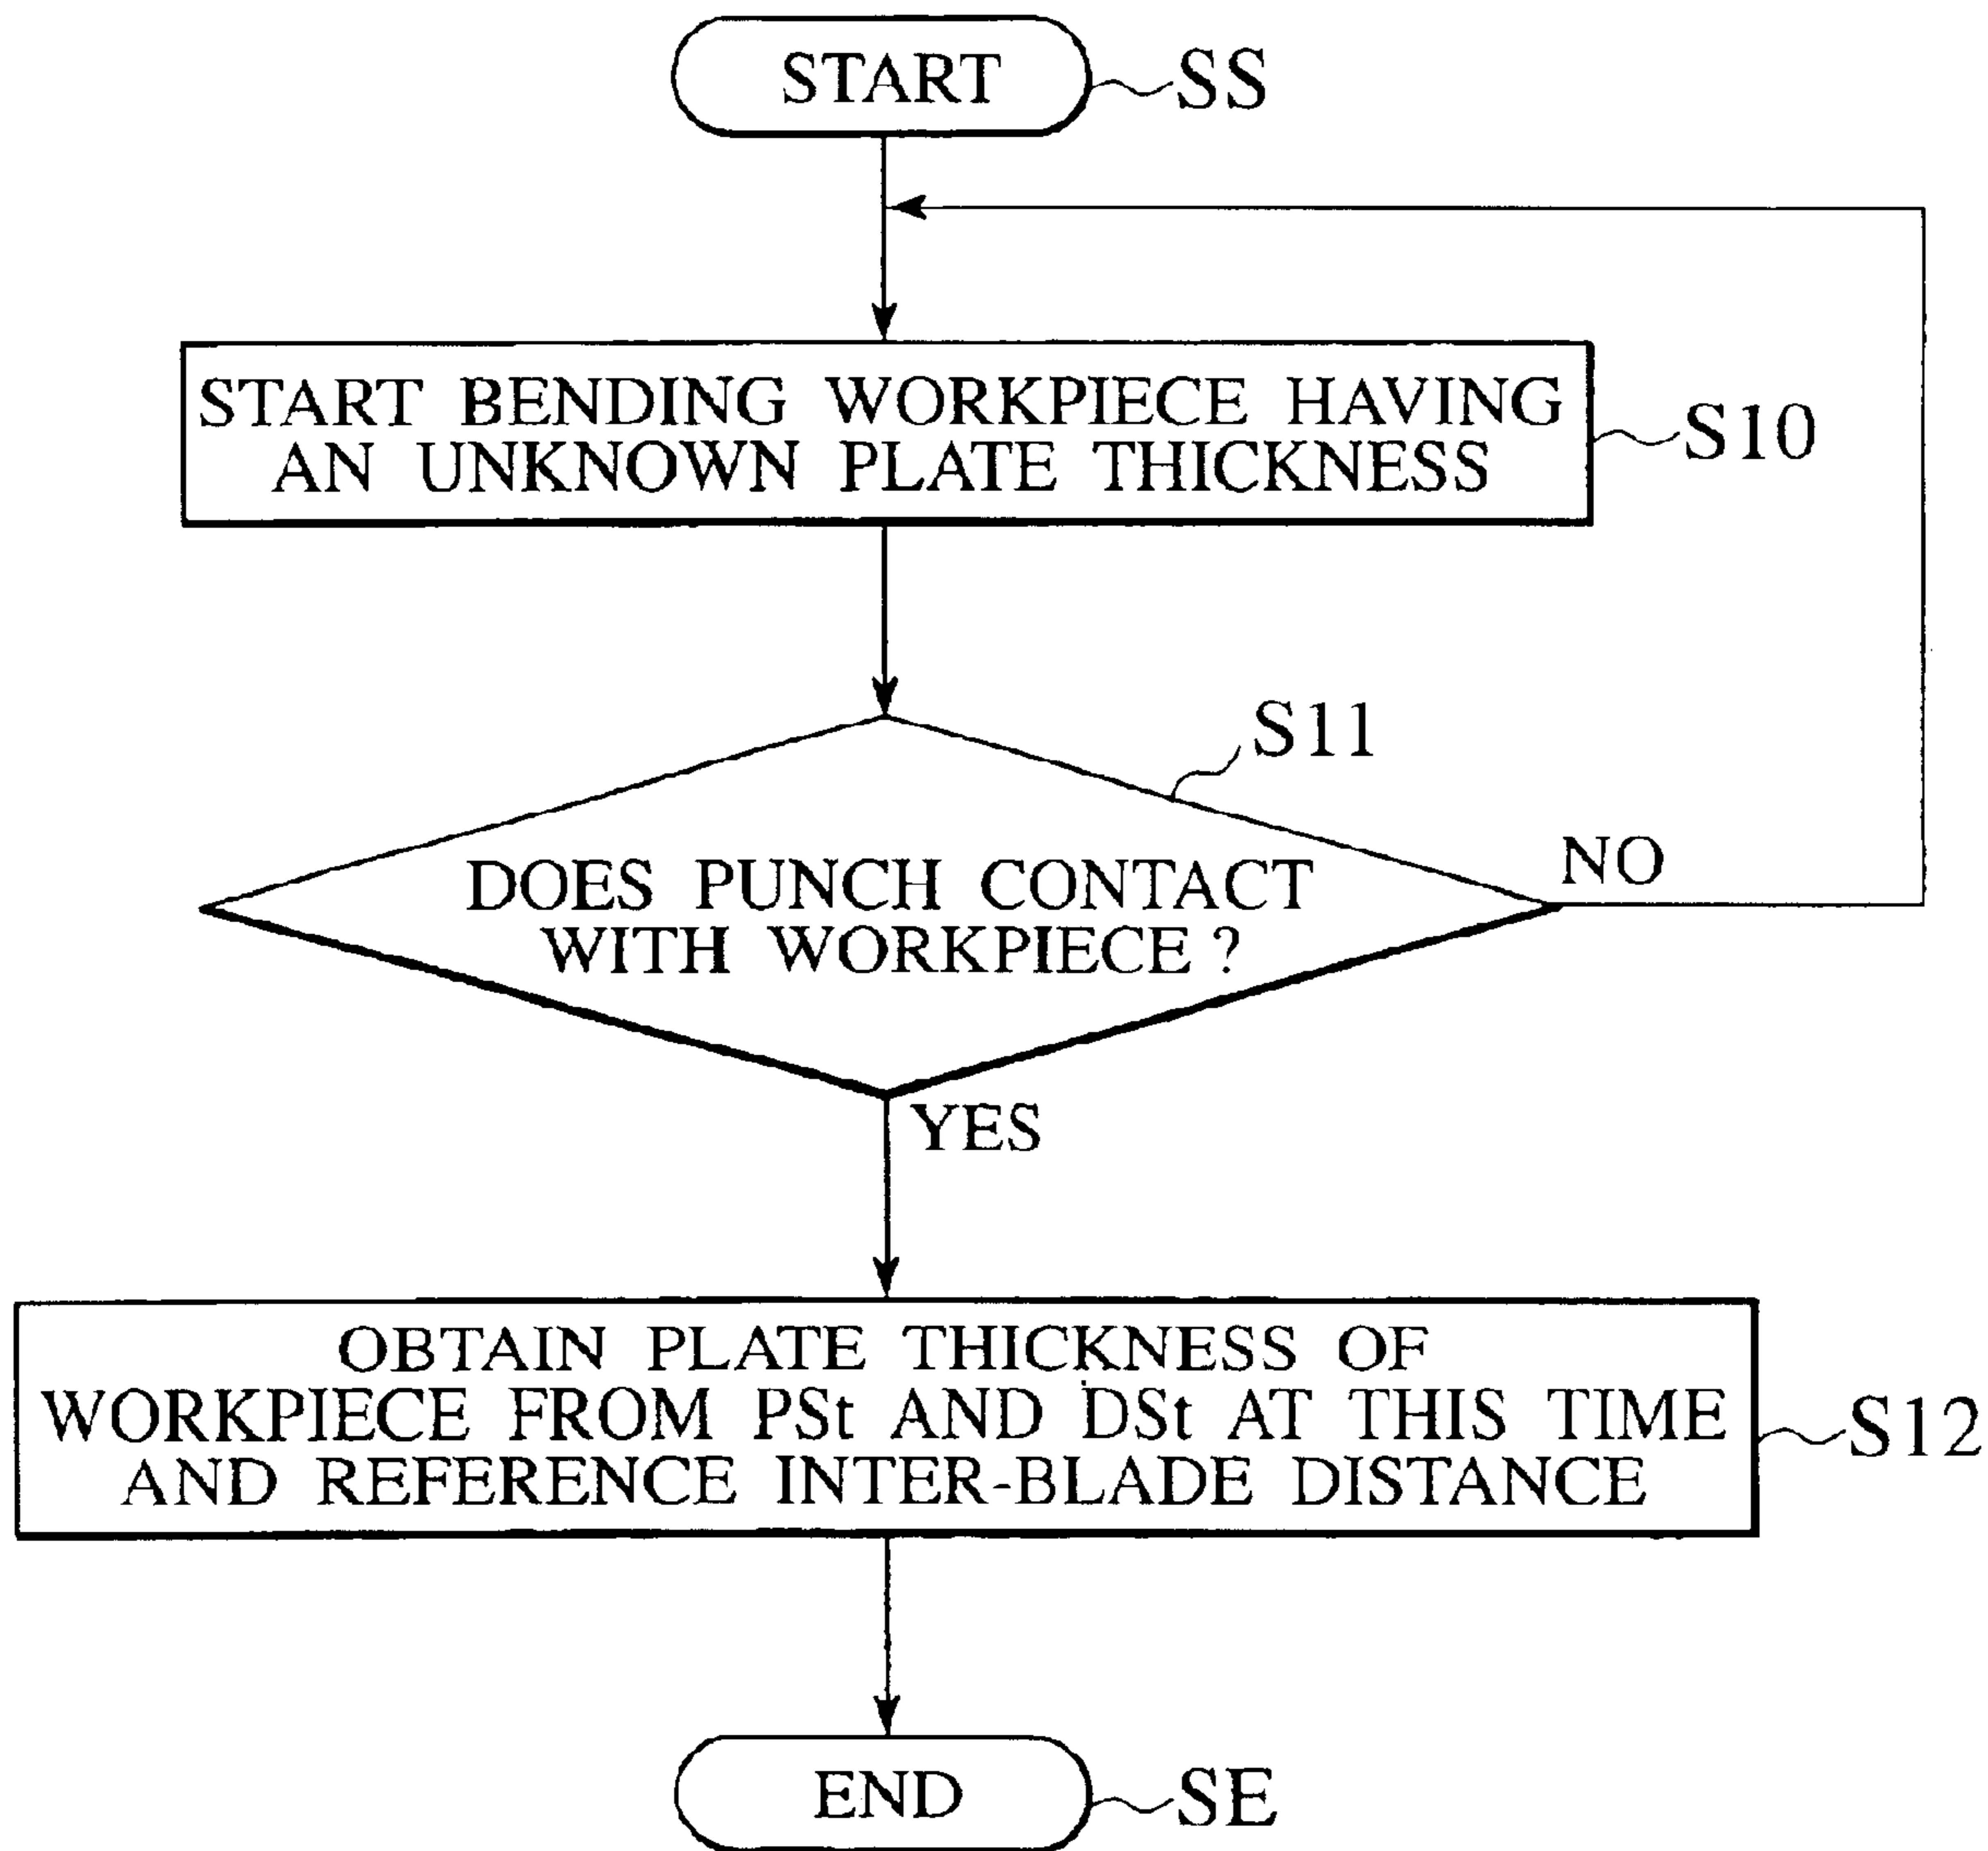 START
SS
START BENDING WORKPIECE HAVING
AN UNKNOWN PLATE THICKNESS
S10
S11
DOES PUNCH CONTACT
WITH WORKPIECE?
NO
YES
OBTAIN PLATE THICKNESS OF
WORKPIECE FROM PSt AND DSt AT THIS TIME
AND REFERENCE INTER-BLADE DISTANCE
S12
END
SE